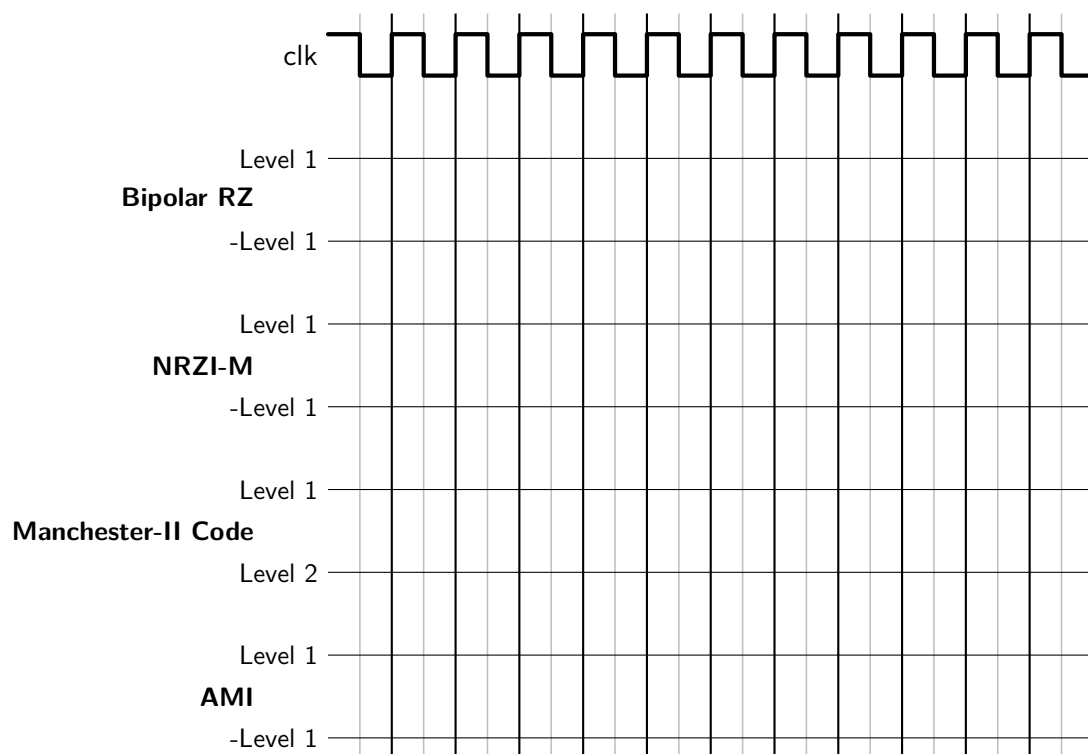 clk
Level 1
Bipolar RZ
-Level 1
Level 1
NRZI-M
-Level 1
Level 1
Manchester-II Code
Level 2
Level 1
AMI
-Level 1